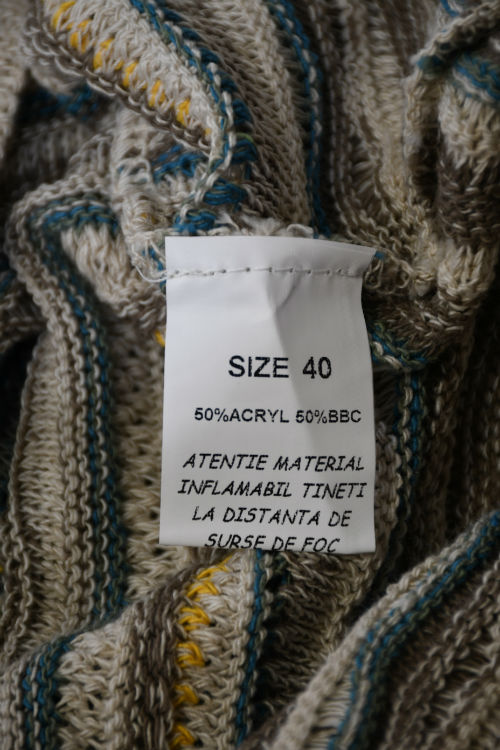 SIZE 40
50%ACRYL 50%BBC
ATENTIE MATERIAL
INFLAMABIL TINETI
LA DISTANTA DE
SURSE DE FOC